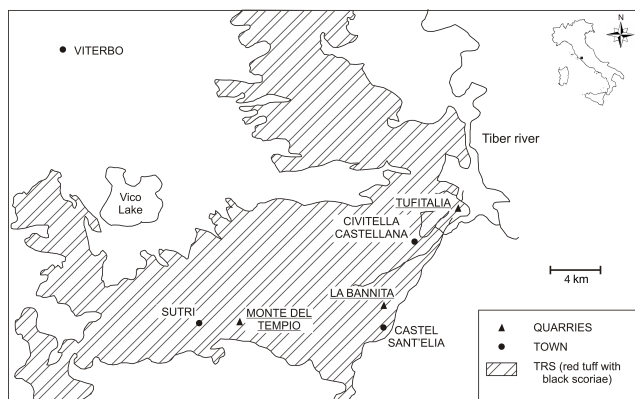 VITERBO
N
Tiber river
Vico
Lake
TUFITALIA
CIVITELLA
CASTELLANA
4 km
LA BANNITA
SUTRI
MONTE DEL
TEMPIO
CASTEL
SANT'ELIA
QUARRIES
TOWN
TRS (red tuff with
black scoriae)